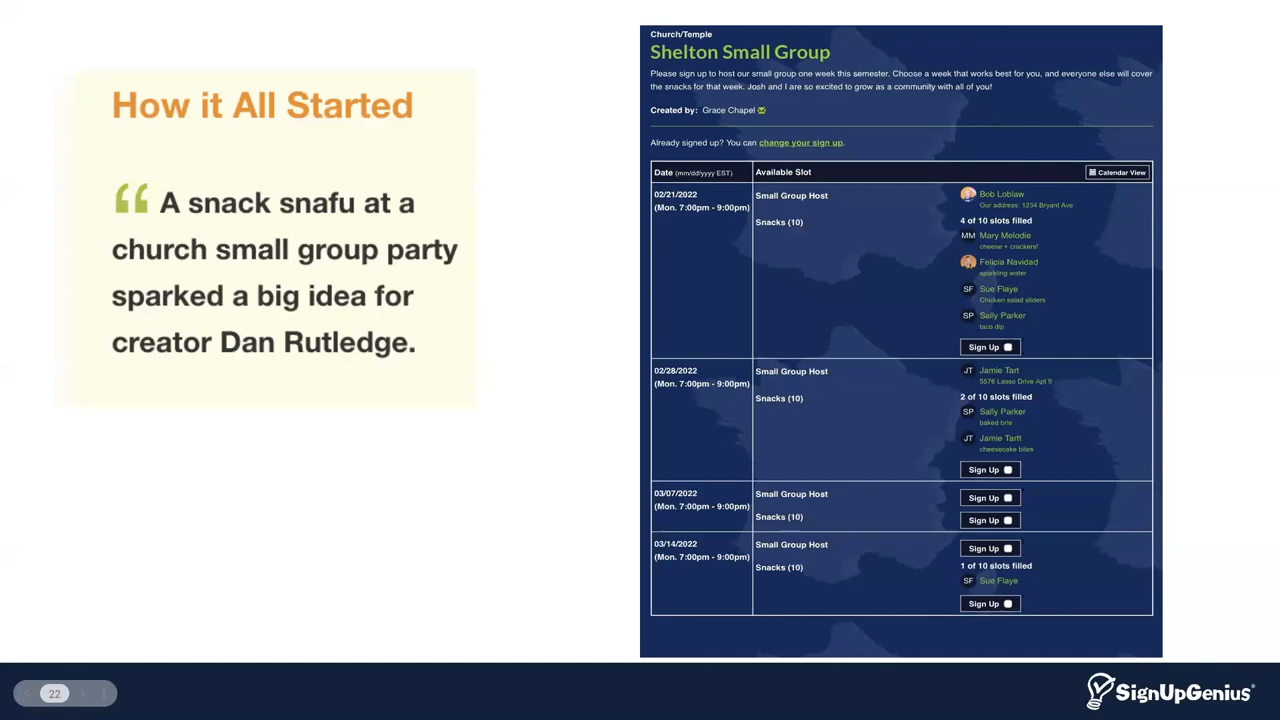 How it All Started
“ A snack snafu at a
church small group party
sparked a big idea for
creator Dan Rutledge.
Church/Temple
Shelton Small Group
Please sign up to host our small group one week this semester. Choose a week that works best for you, and everyone else will cover
the snacks for that week. Josh and I are so excited to grow as a community with all of you!
Created by: Grace Chapel
Already signed up? You can change your sign up.
Date (mm/dd/yyyy EST) Available Slot Calendar View
02/21/2022
(Mon. 7:00pm - 9:00pm)
Small Group Host
Bob Loblaw
Our address: 1234 Bryant Ave
Snacks (10)
4 of 10 slots filled
MM Mary Melodie
cheese + crackers!
Felicia Navidad
sparkling water
SF Sue Flaye
Chicken salad sliders
SP Sally Parker
taco dip
Sign Up
02/28/2022
(Mon. 7:00pm - 9:00pm)
Small Group Host
JT Jamie Tart
5576 Lasso Drive Apt 9
Snacks (10)
2 of 10 slots filled
SP Sally Parker
baked brie
JT Jamie Tartt
cheesecake bites
Sign Up
03/07/2022
(Mon. 7:00pm - 9:00pm)
Small Group Host
Sign Up
Snacks (10)
Sign Up
03/14/2022
(Mon. 7:00pm - 9:00pm)
Small Group Host
Sign Up
Snacks (10)
1 of 10 slots filled
SF Sue Flaye
Sign Up
22
SignUpGenius®